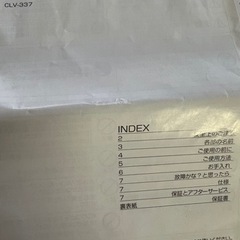 CLV-337
INDEX
2
3 各部の名前
4 ご使用の前に
5 ご使用方法
6 お手入れ
7 故障かな?と思ったら
7 仕様
7 保証とアフターサービス
裏表紙 保証書